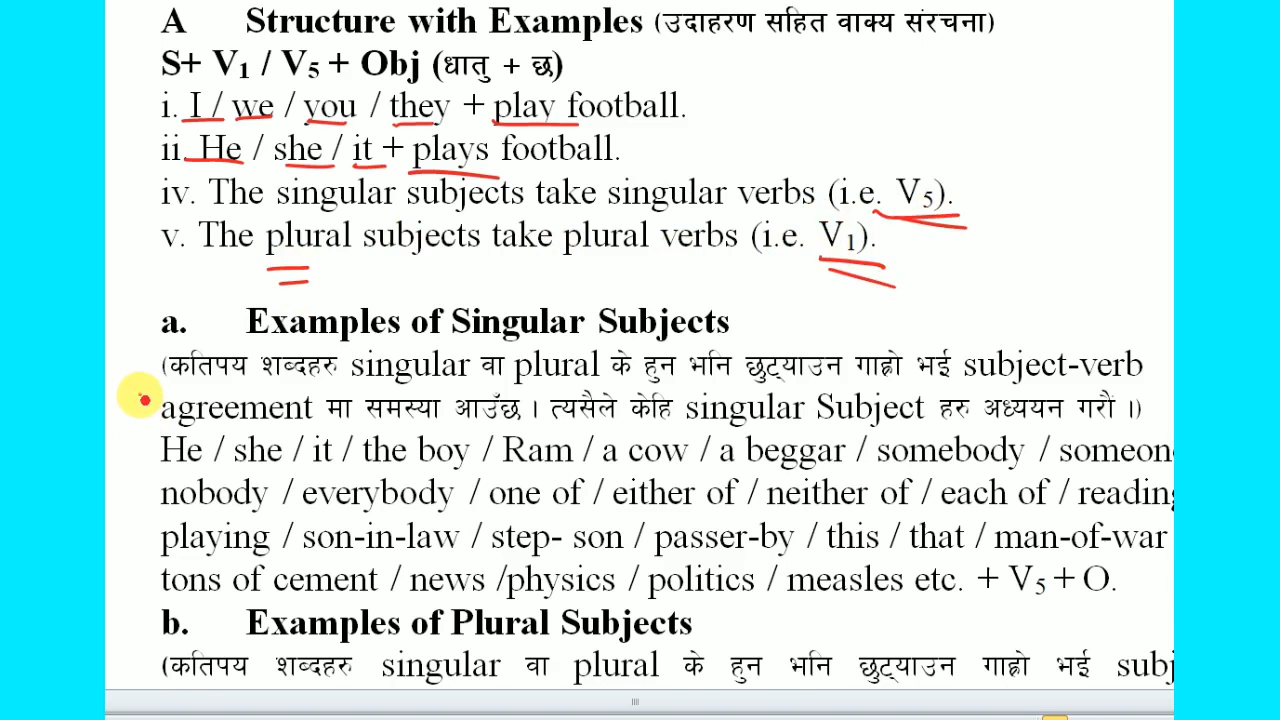 A Structure with Examples (उदाहरण सहित वाक्य संरचना)
S+ V₁ / V₅ + Obj (धातु + छ)
i. I / we / you / they + play football.
ii. He / she / it + plays football.
iv. The singular subjects take singular verbs (i.e. V₅).
v. The plural subjects take plural verbs (i.e. V₁).
a. Examples of Singular Subjects
(कतिपय शब्दहरु singular वा plural के हुन भनि छुट्याउन गाह्रो भई subject-verb
agreement मा समस्या आउँछ । त्यसैले केहि singular Subject हरु अध्ययन गरौं ।)
He / she / it / the boy / Ram / a cow / a beggar / somebody / someon
nobody / everybody / one of / either of / neither of / each of / reading
playing / son-in-law / step- son / passer-by / this / that / man-of-war
tons of cement / news /physics / politics / measles etc. + V₅ + O.
b. Examples of Plural Subjects
(कतिपय शब्दहरु singular वा plural के हुन भनि छुट्याउन गाह्रो भई subj